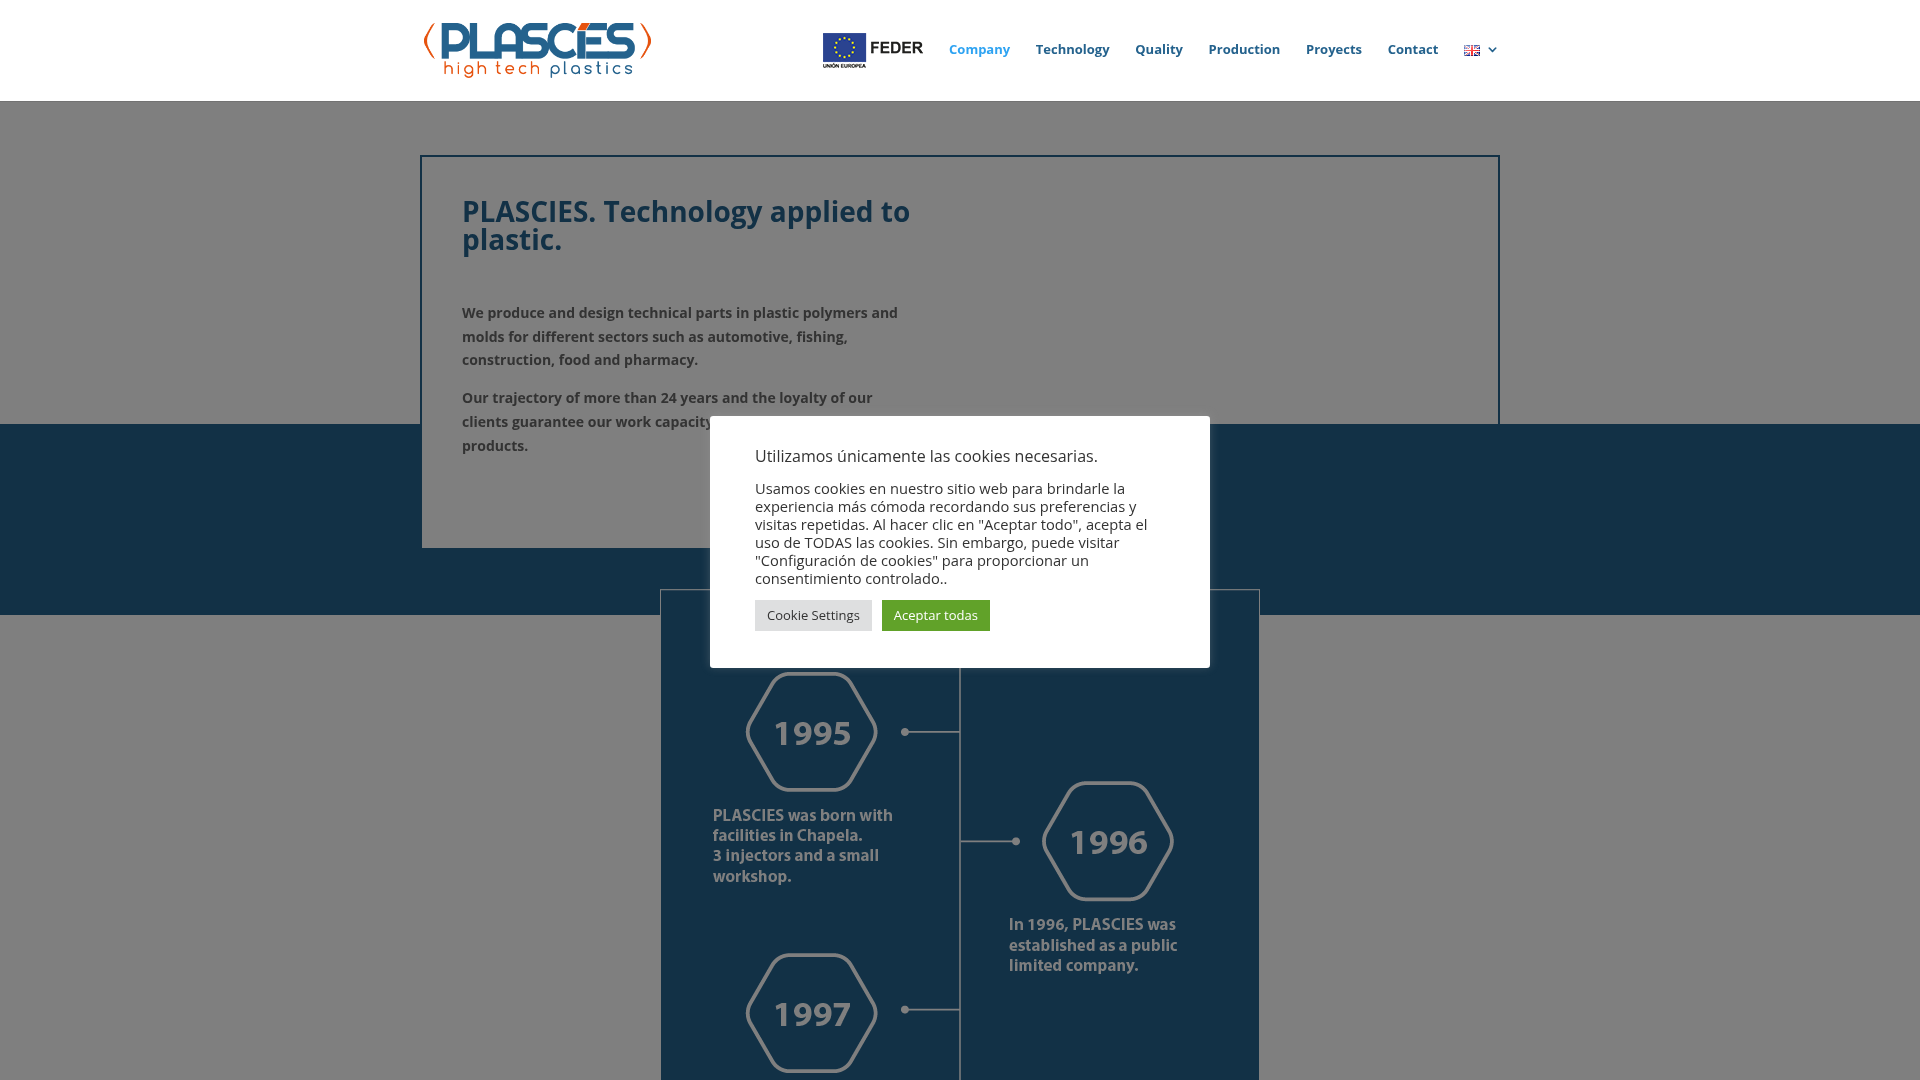 PLASCIES
high tech plastics
UNIÓN EUROPEA
FEDER
Company
Technology
Quality
Production
Proyects
Contact
PLASCIES. Technology applied to
plastic.
We produce and design technical parts in plastic polymers and
molds for different sectors such as automotive, fishing,
construction, food and pharmacy.
Our trajectory of more than 24 years and the loyalty of our
clients guarantee our work capacity
products.
Utilizamos únicamente las cookies necesarias.
Usamos cookies en nuestro sitio web para brindarle la
experiencia más cómoda recordando sus preferencias y
visitas repetidas. Al hacer clic en "Aceptar todo", acepta el
uso de TODAS las cookies. Sin embargo, puede visitar
"Configuración de cookies" para proporcionar un
consentimiento controlado..
Cookie Settings
Aceptar todas
1995
PLASCIES was born with
facilities in Chapela.
3 injectors and a small
workshop.
1996
In 1996, PLASCIES was
established as a public
limited company.
1997